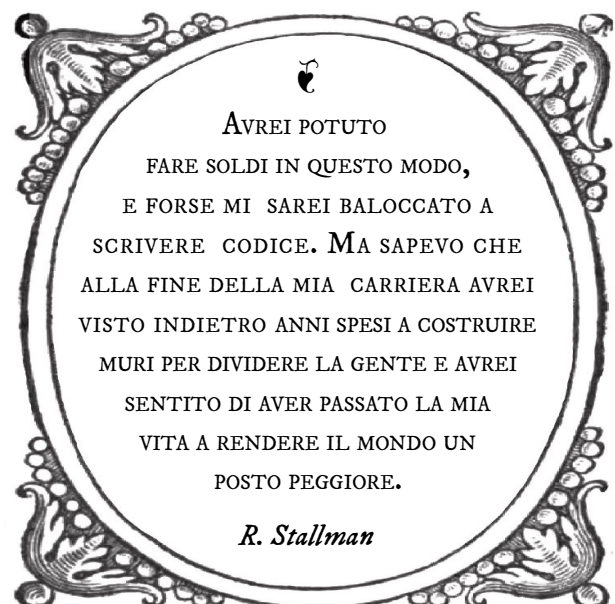 Avrei potuto
fare soldi in questo modo,
e forse mi sarei baloccato a
scrivere codice. Ma sapevo che
alla fine della mia carriera avrei
visto indietro anni spesi a costruire
muri per dividere la gente e avrei
sentito di aver passato la mia
vita a rendere il mondo un
posto peggiore.
R. Stallman